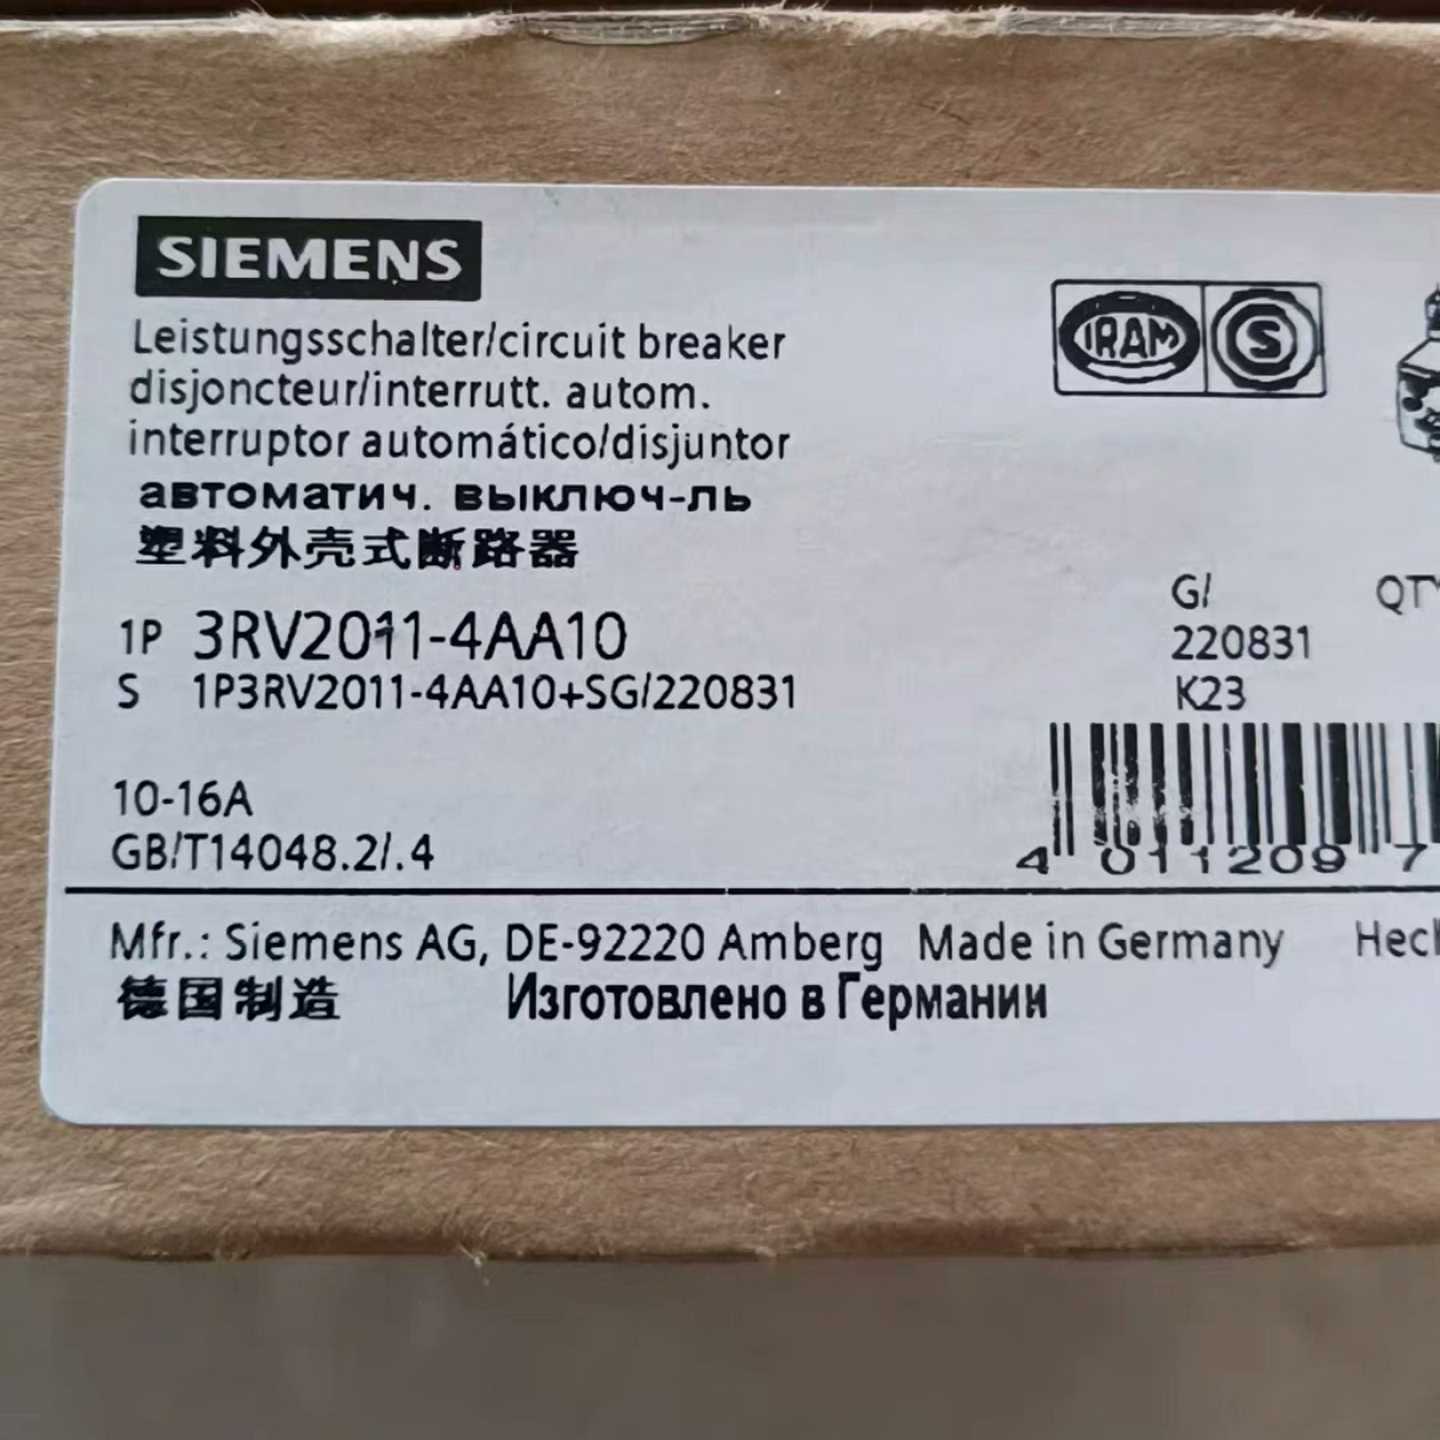 SIEMENS
Leistungsschalter/circuit breaker
disjoncteur/interrutt. autom.
interruptor automático/disjuntor
автоматич. выключ-ль
塑料外壳式断路器
IRAM S
1P 3RV2011-4AA10
S 1P3RV2011-4AA10+SG/220831
G/
220831
K23
QTY
10-16A
GB/T14048.2/.4
4 011209 7
Mfr.: Siemens AG, DE-92220 Amberg Made in Germany
德国制造 Изготовлено в Германии